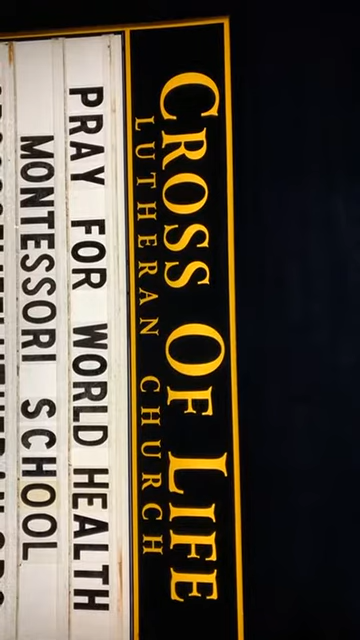 CROSS OF LIFE
LUTHERAN CHURCH
PRAY FOR WORLD HEALTH
MONTESSORI SCHOOL